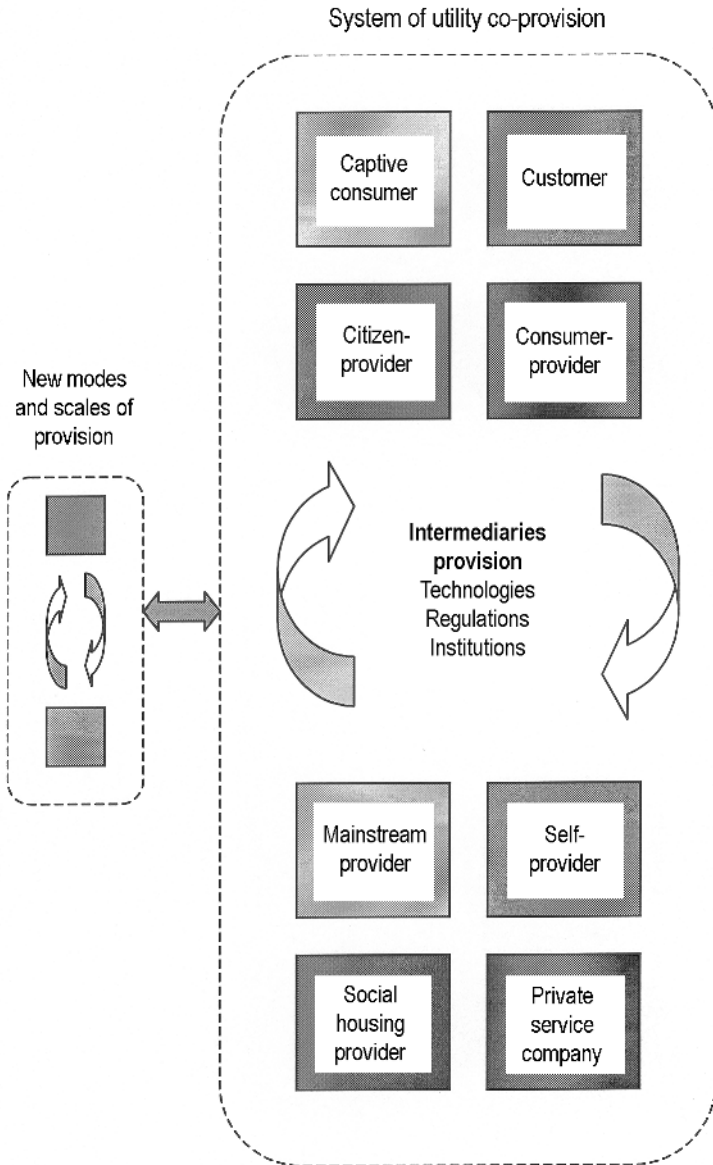 System of utility co-provision
Captive
consumer
Customer
Citizen-
provider
Consumer-
provider
New modes
and scales of
provision
Intermediaries
provision
Technologies
Regulations
Institutions
Mainstream
provider
Self-
provider
Social
housing
provider
Private
service
company